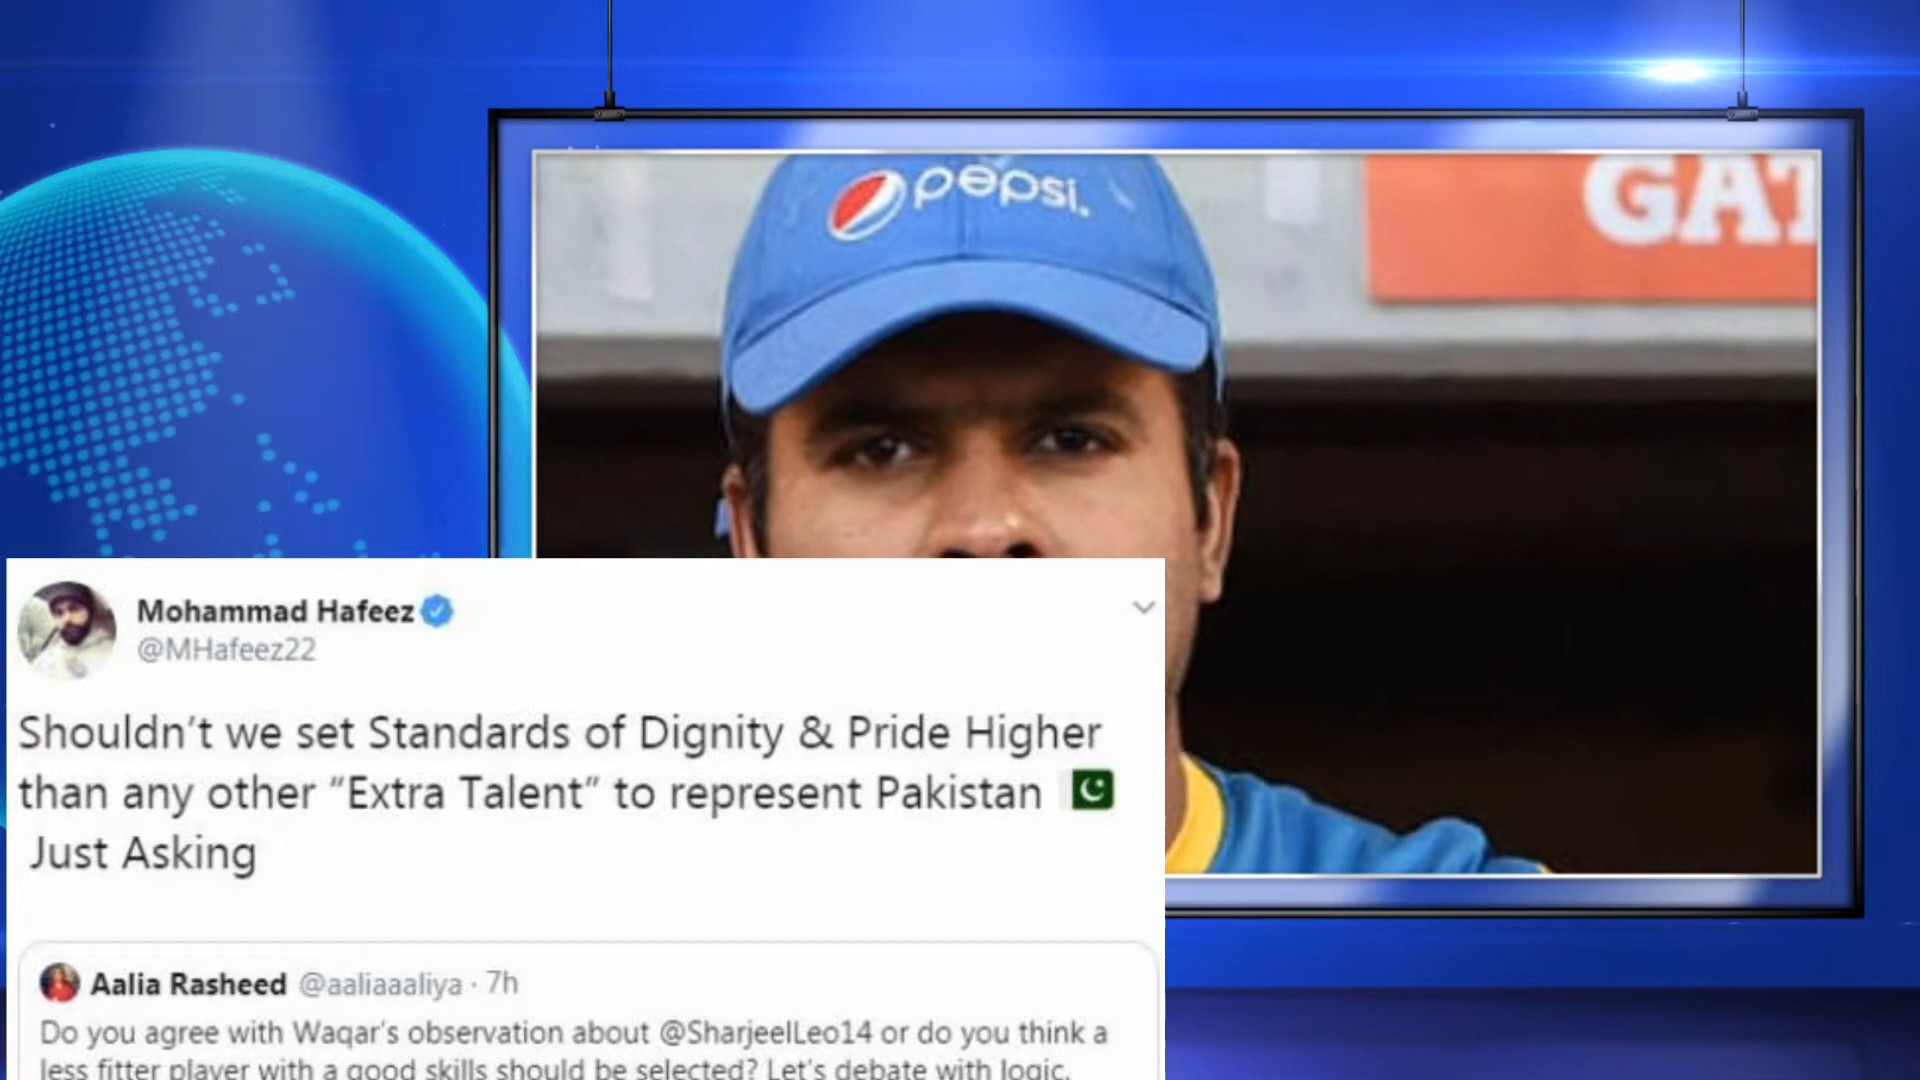 pepsi.
GAT
Mohammad Hafeez
@MHafeez22
Shouldn't we set Standards of Dignity & Pride Higher
than any other “Extra Talent” to represent Pakistan
Just Asking
Aalia Rasheed @aaliaaaliya · 7h
Do you agree with Waqar's observation about @SharjeelLeo14 or do you think a
less fitter player with a good skills should be selected? Let's debate with logic.